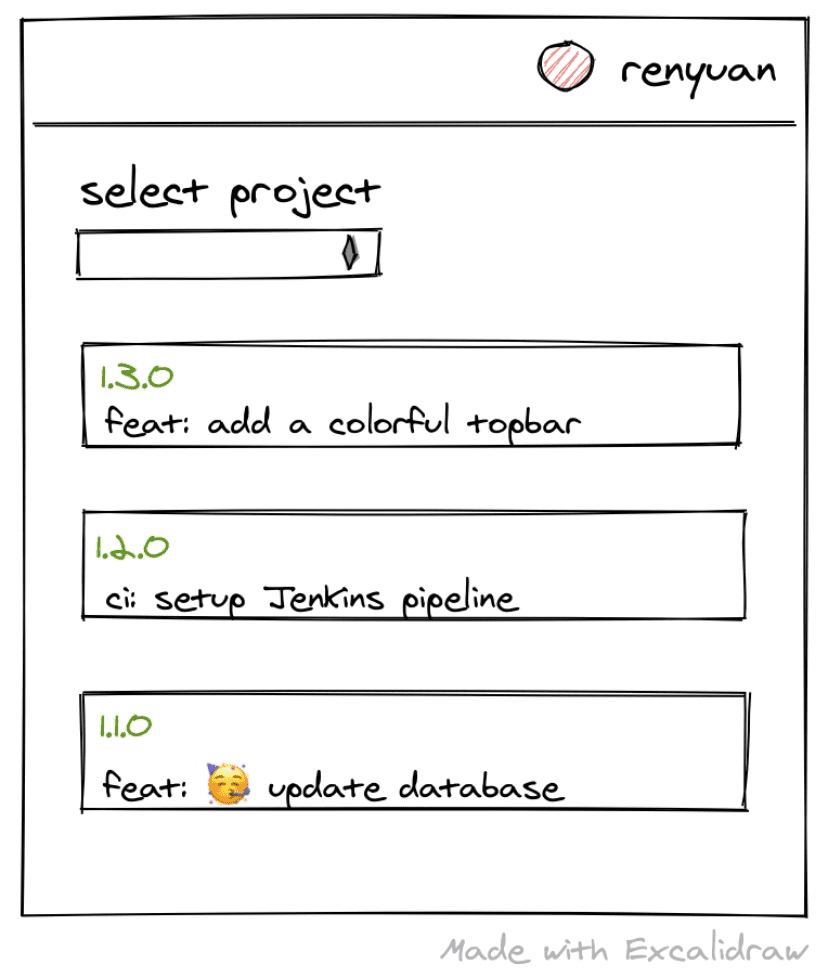 renyuan
select project
1.3.0
feat: add a colorful topbar
1.2.0
ci: setup Jenkins pipeline
1.1.0
feat: 🥳 update database
Made with Excalidraw